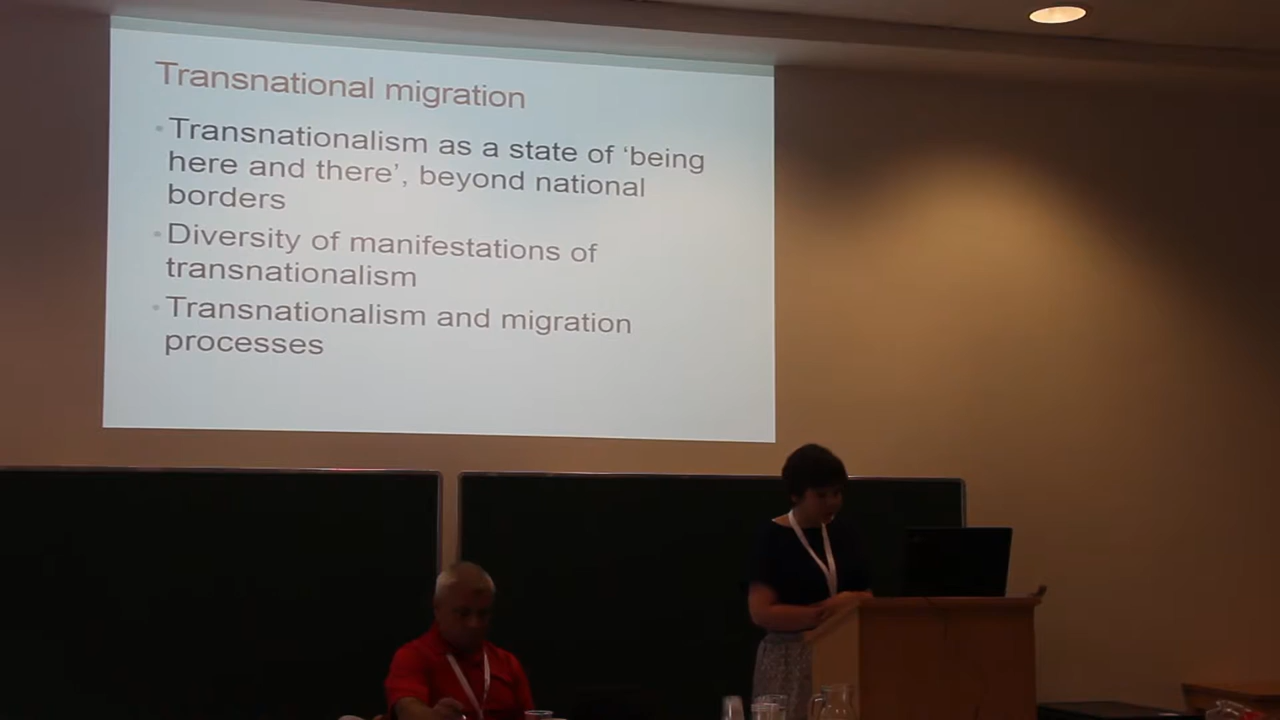 Transnational migration
Transnationalism as a state of ‘being
here and there’, beyond national
borders
Diversity of manifestations of
transnationalism
Transnationalism and migration
processes